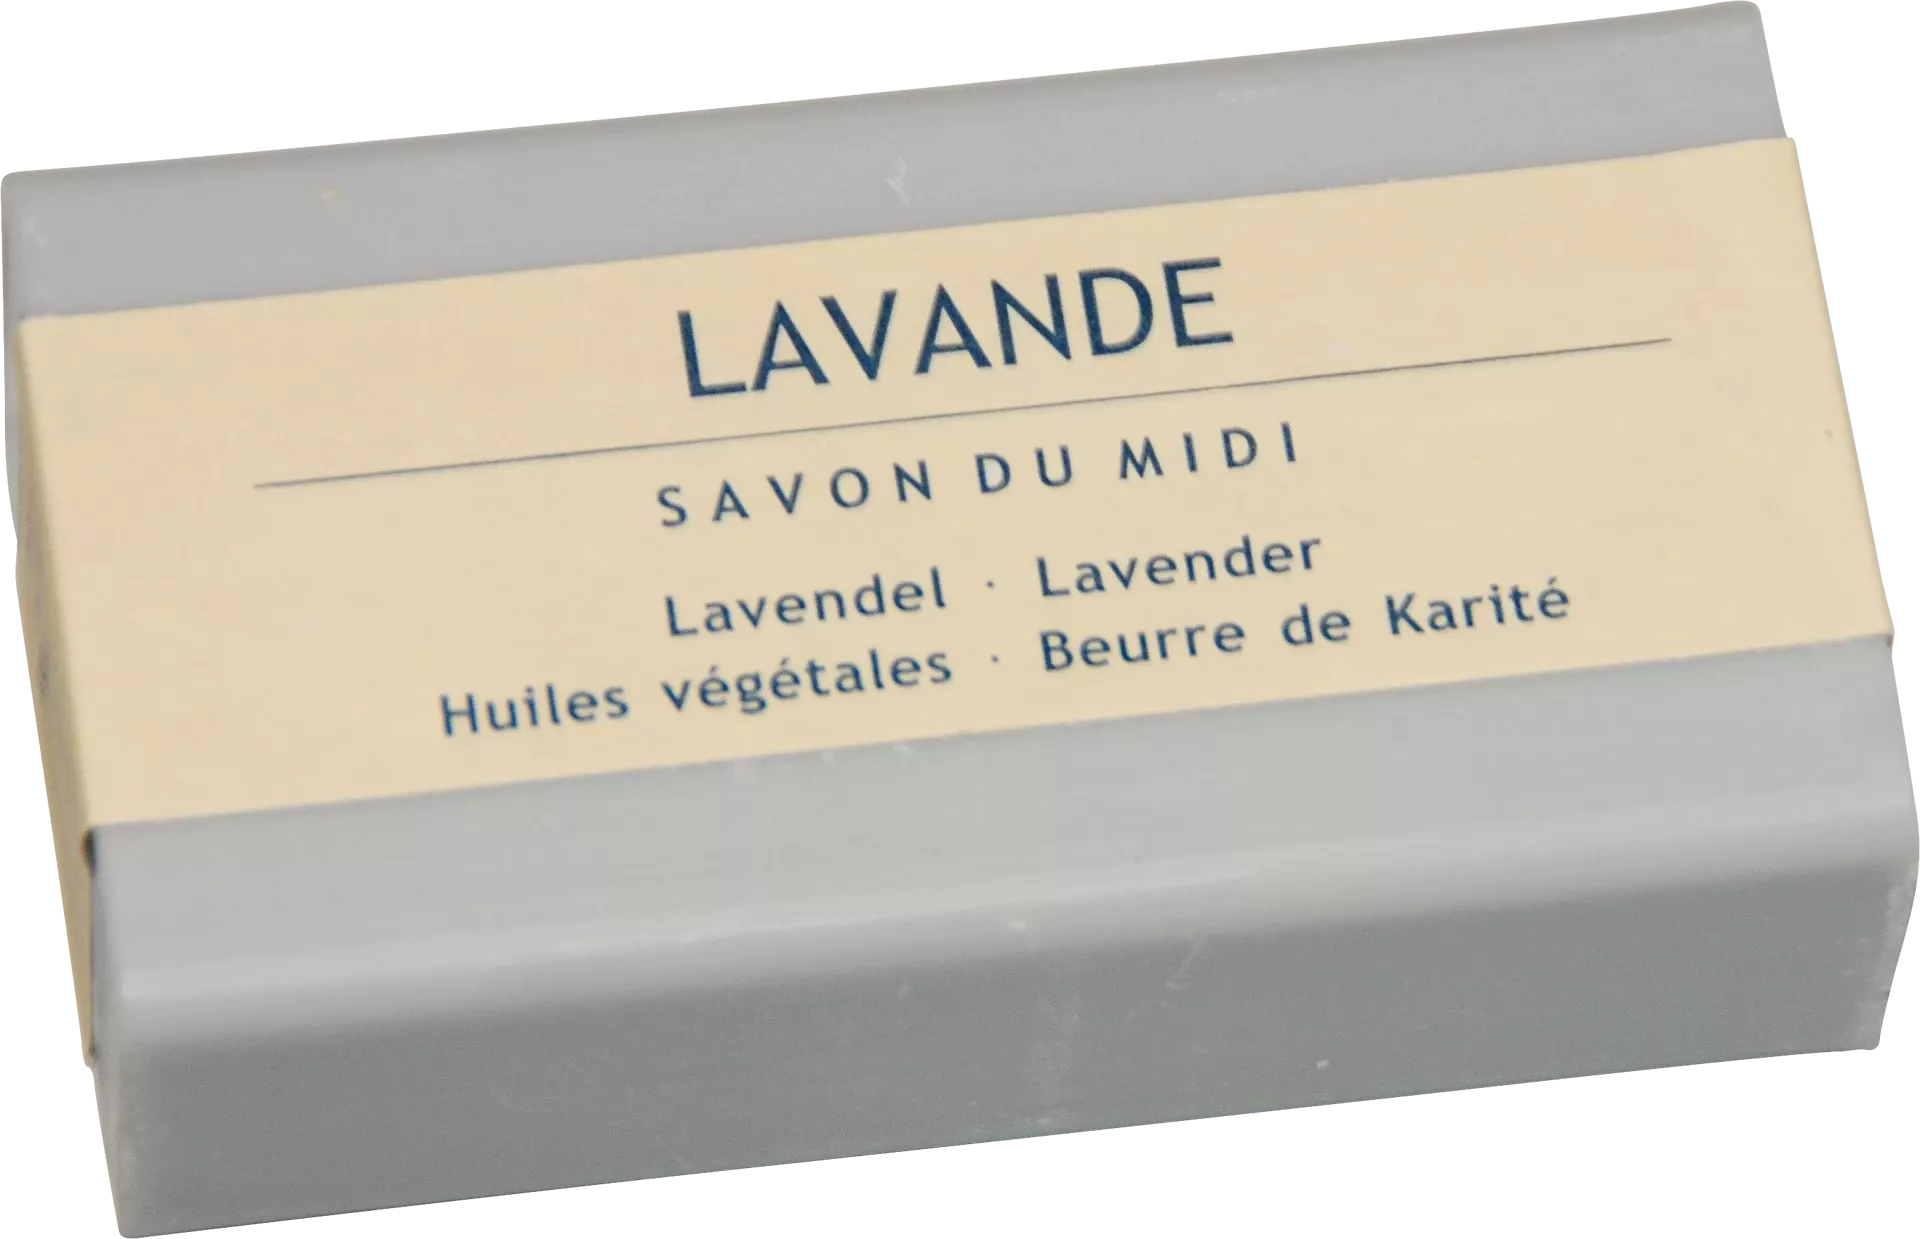 LAVANDE
SAVON DU MIDI
Lavendel · Lavender
Huiles végétales · Beurre de Karité